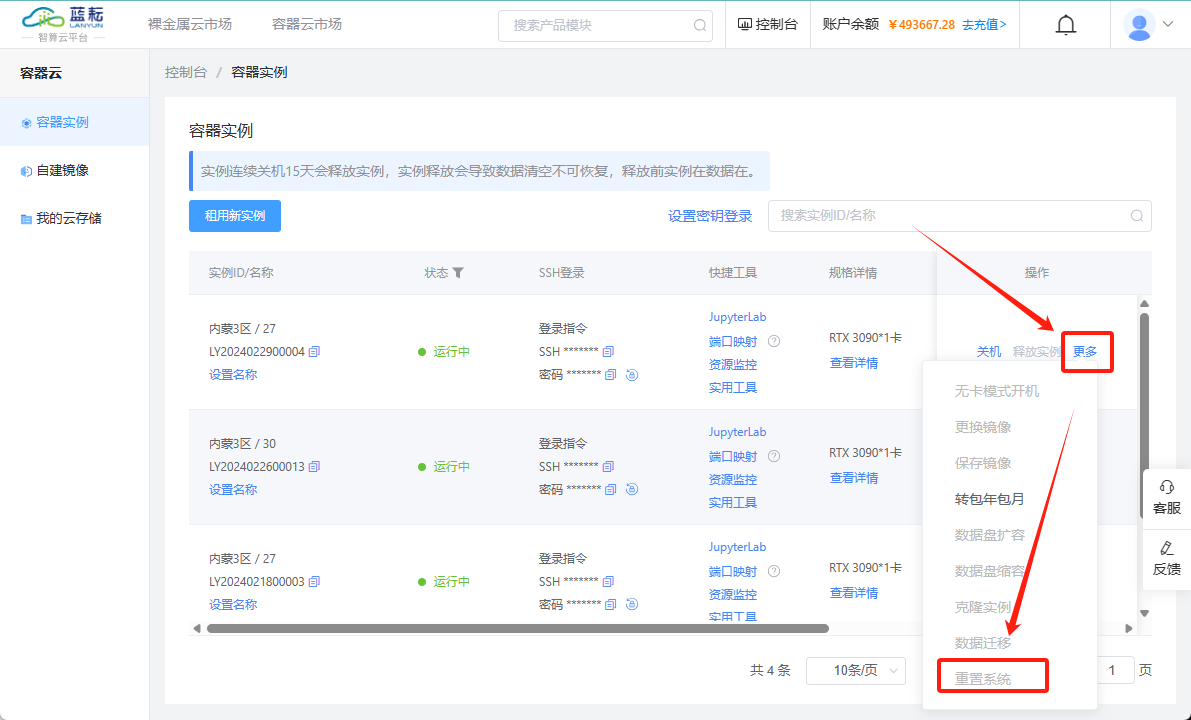 蓝耘
LANYUN
智算云平台
裸金属云市场
容器云市场
搜索产品模块
控制台
账户余额 ￥493667.28 去充值>
容器云
容器实例
自建镜像
我的云存储
控制台 / 容器实例
容器实例
实例连续关机15天会释放实例，实例释放会导致数据清空不可恢复，释放前实例在数据在。
租用新实例
设置密钥登录
搜索实例ID/名称
实例ID/名称 状态 SSH登录 快捷工具 规格详情 操作
内蒙3区 / 27
LY2024022900004
设置名称
运行中
登录指令
SSH *******
密码 *******
JupyterLab
端口映射
资源监控
实用工具
RTX 3090*1卡
查看详情
关机 释放实例 更多
内蒙3区 / 30
LY2024022600013
设置名称
运行中
登录指令
SSH *******
密码 *******
JupyterLab
端口映射
资源监控
实用工具
RTX 3090*1卡
查看详情
内蒙3区 / 27
LY2024021800003
设置名称
运行中
登录指令
SSH *******
密码 *******
JupyterLab
端口映射
资源监控
实用工具
RTX 3090*1卡
查看详情
无卡模式开机
更换镜像
保存镜像
转包年包月
数据盘扩容
数据盘缩容
克隆实例
数据迁移
重置系统
客服
反馈
共 4 条
10条/页
1 页